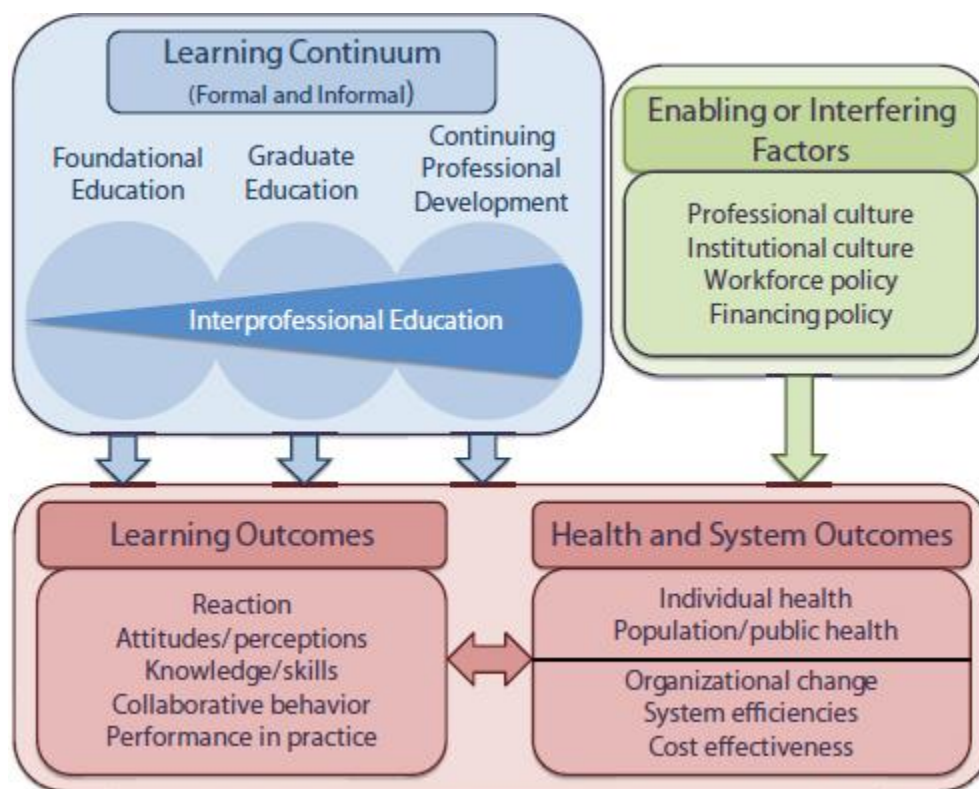 Learning Continuum
(Formal and Informal)
Foundational
Education
Graduate
Education
Continuing
Professional
Development
Interprofessional Education
Enabling or Interfering
Factors
Professional culture
Institutional culture
Workforce policy
Financing policy
Learning Outcomes
Reaction
Attitudes/perceptions
Knowledge/skills
Collaborative behavior
Performance in practice
Health and System Outcomes
Individual health
Population/public health
Organizational change
System efficiencies
Cost effectiveness